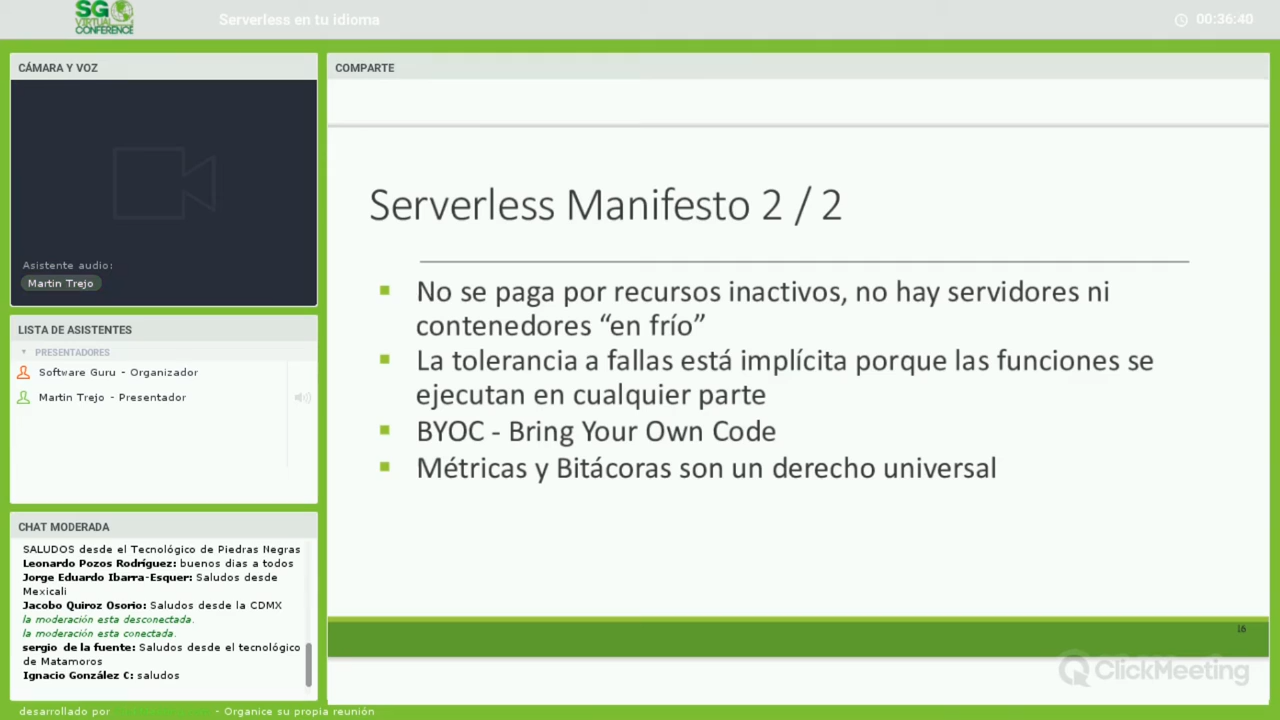 SG
VIRTUAL
CONFERENCE
Serverless en tu idioma
00:36:40
CÁMARA Y VOZ
Asistente audio:
Martin Trejo
LISTA DE ASISTENTES
PRESENTADORES
Software Guru - Organizador
Martin Trejo - Presentador
CHAT MODERADA
SALUDOS desde el Tecnológico de Piedras Negras
Leonardo Pozos Rodríguez: buenos dias a todos
Jorge Eduardo Ibarra-Esquer: Saludos desde
Mexicali
Jacobo Quiroz Osorio: Saludos desde la CDMX
la moderación esta desconectada.
la moderación esta conectada.
sergio de la fuente: Saludos desde el tecnológico
de Matamoros
Ignacio González C: saludos
COMPARTE
Serverless Manifesto 2 / 2
No se paga por recursos inactivos, no hay servidores ni
contenedores “en frío”
La tolerancia a fallas está implícita porque las funciones se
ejecutan en cualquier parte
BYOC - Bring Your Own Code
Métricas y Bitácoras son un derecho universal
16
ClickMeeting
desarrollado por - Organice su propia reunión